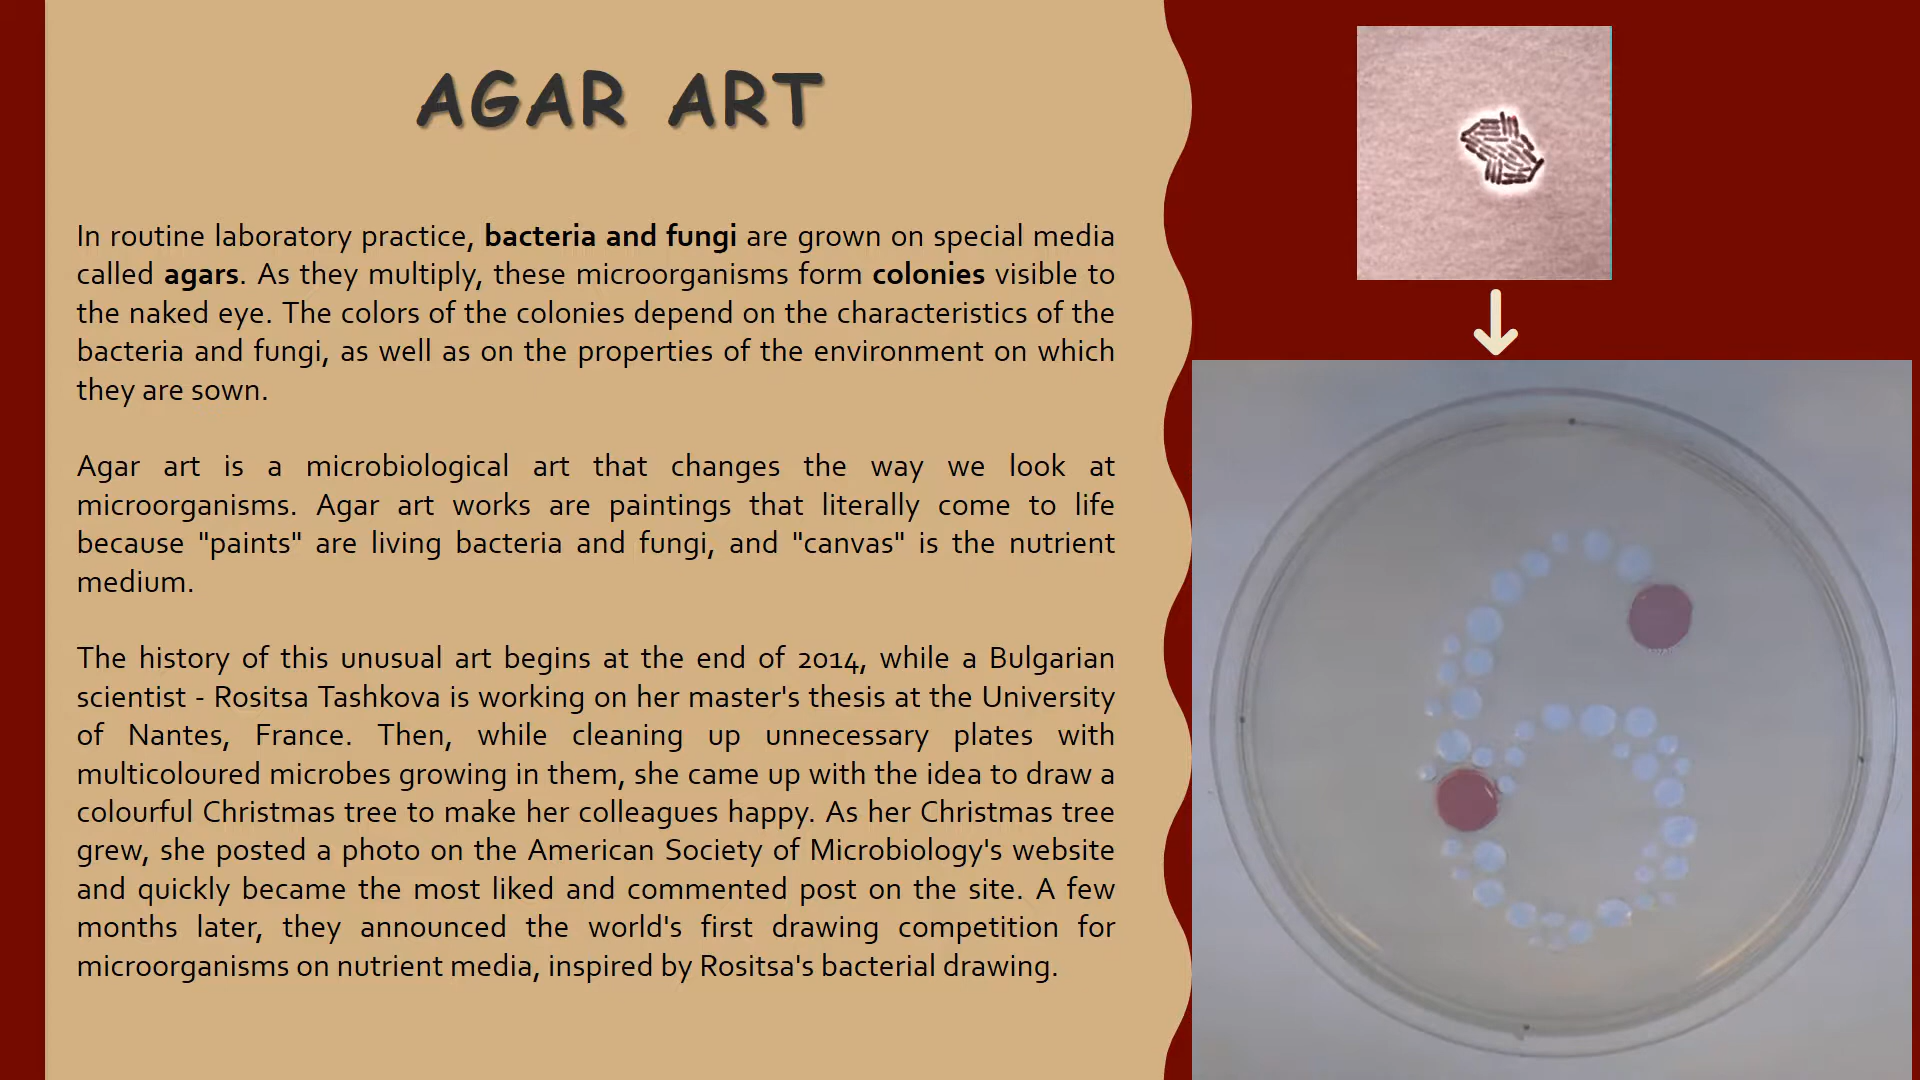 AGAR ART
In routine laboratory practice, bacteria and fungi are grown on special media
called agars. As they multiply, these microorganisms form colonies visible to
the naked eye. The colors of the colonies depend on the characteristics of the
bacteria and fungi, as well as on the properties of the environment on which
they are sown.
Agar art is a microbiological art that changes the way we look at
microorganisms. Agar art works are paintings that literally come to life
because "paints" are living bacteria and fungi, and "canvas" is the nutrient
medium.
The history of this unusual art begins at the end of 2014, while a Bulgarian
scientist - Rositsa Tashkova is working on her master's thesis at the University
of Nantes, France. Then, while cleaning up unnecessary plates with
multicoloured microbes growing in them, she came up with the idea to draw a
colourful Christmas tree to make her colleagues happy. As her Christmas tree
grew, she posted a photo on the American Society of Microbiology's website
and quickly became the most liked and commented post on the site. A few
months later, they announced the world's first drawing competition for
microorganisms on nutrient media, inspired by Rositsa's bacterial drawing.